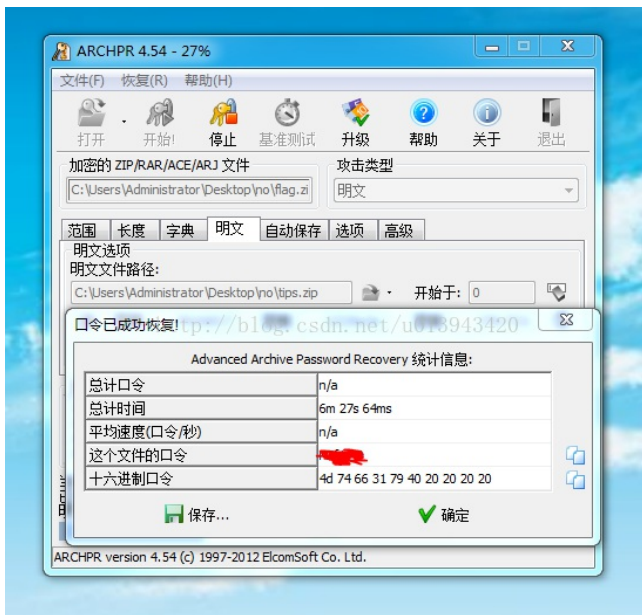 ARCHPR 4.54 - 27%
文件(F) 恢复(R) 帮助(H)
打开 开始! 停止 基准测试 升级 帮助 关于 退出
加密的 ZIP/RAR/ACE/ARJ 文件 攻击类型
C:\Users\Administrator\Desktop\no\flag.zi 明文
范围 长度 字典 明文 自动保存 选项 高级
明文选项
明文文件路径:
C:\Users\Administrator\Desktop\no\tips.zip 开始于: 0
口令已成功恢复!
http://blog.csdn.net/u013943420
Advanced Archive Password Recovery 统计信息:
总计口令 n/a
总计时间 6m 27s 64ms
平均速度(口令/秒) n/a
这个文件的口令
十六进制口令 4d 74 66 31 79 40 20 20 20 20
保存... 确定
ARCHPR version 4.54 (c) 1997-2012 ElcomSoft Co. Ltd.